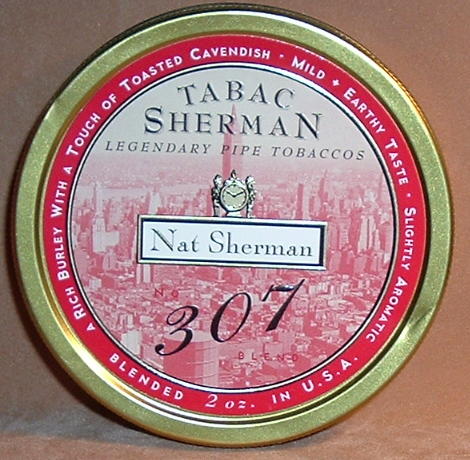 A RICH BURLEY WITH A TOUCH OF TOASTED CAVENDISH · MILD + EARTHY TASTE · SLIGHTLY AROMATIC
TABAC
SHERMAN
LEGENDARY PIPE TOBACCOS
Nat Sherman
No
307
BLEND
BLENDED 2 oz. IN U.S.A.